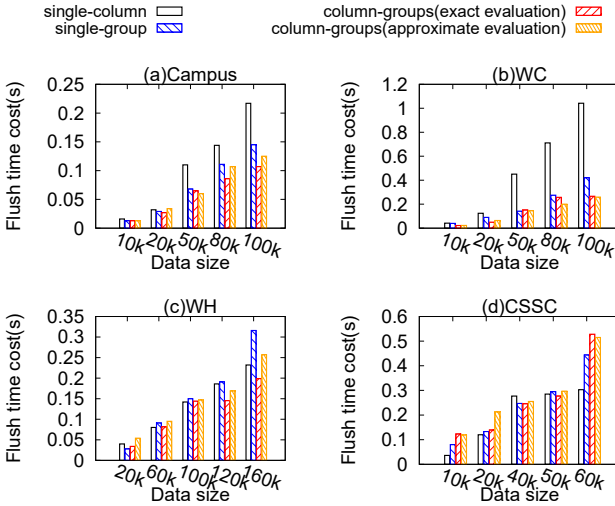 single-column
single-group
column-groups(exact evaluation)
column-groups(approximate evaluation)
(a)Campus
Flush time cost(s)
0.25
0.2
0.15
0.1
0.05
0
10k 20k 50k 80k 100k
Data size
(b)WC
Flush time cost(s)
1.2
1
0.8
0.6
0.4
0.2
0
10k 20k 50k 80k 100k
Data size
(c)WH
Flush time cost(s)
0.35
0.3
0.25
0.2
0.15
0.1
0.05
0
20k 60k 100k 120k 160k
Data size
(d)CSSC
Flush time cost(s)
0.6
0.5
0.4
0.3
0.2
0.1
0
10k 20k 40k 50k 60k
Data size